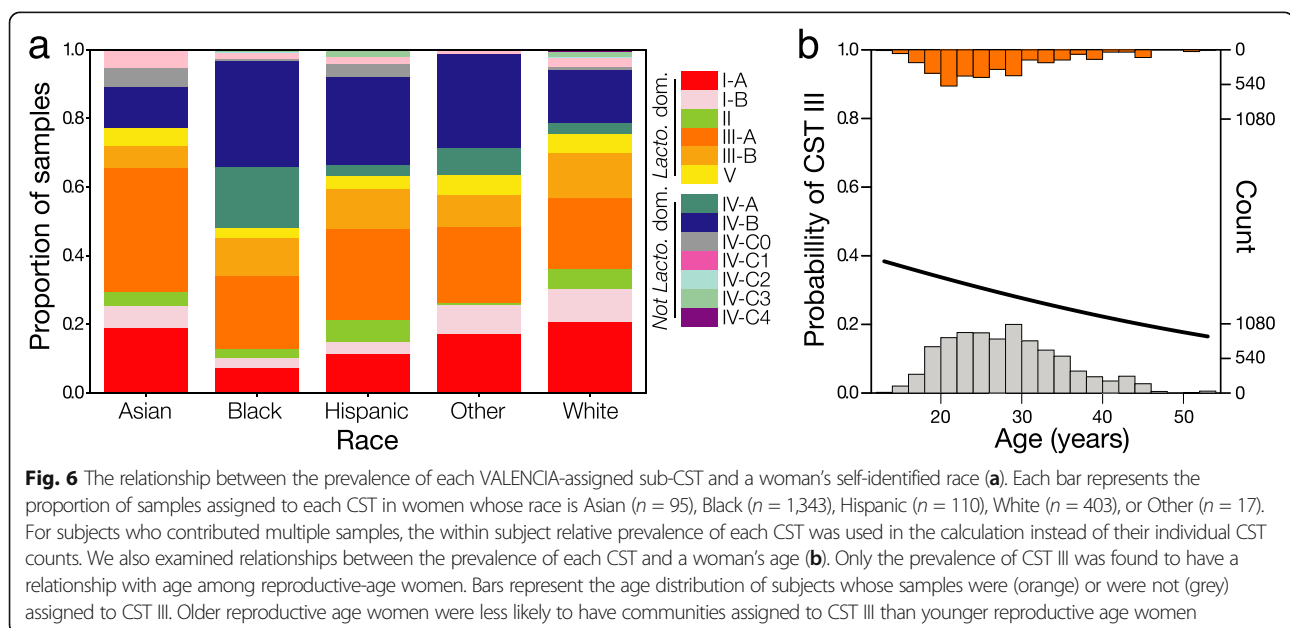 a
1.0
0.8
0.6
0.4
0.2
0.0
Proportion of samples
Asian Black Hispanic Other White
Race
Lacto. dom.
I-A
I-B
II
III-A
III-B
V
Not Lacto. dom.
IV-A
IV-B
IV-C0
IV-C1
IV-C2
IV-C3
IV-C4
b
1.0
0.8
0.6
0.4
0.2
0.0
Probabillity of CST III
0
540
1080
Count
1080
540
0
20 30 40 50
Age (years)
Fig. 6 The relationship between the prevalence of each VALENCIA-assigned sub-CST and a woman's self-identified race (a). Each bar represents the
proportion of samples assigned to each CST in women whose race is Asian (n = 95), Black (n = 1,343), Hispanic (n = 110), White (n = 403), or Other (n = 17).
For subjects who contributed multiple samples, the within subject relative prevalence of each CST was used in the calculation instead of their individual CST
counts. We also examined relationships between the prevalence of each CST and a woman's age (b). Only the prevalence of CST III was found to have a
relationship with age among reproductive-age women. Bars represent the age distribution of subjects whose samples were (orange) or were not (grey)
assigned to CST III. Older reproductive age women were less likely to have communities assigned to CST III than younger reproductive age women